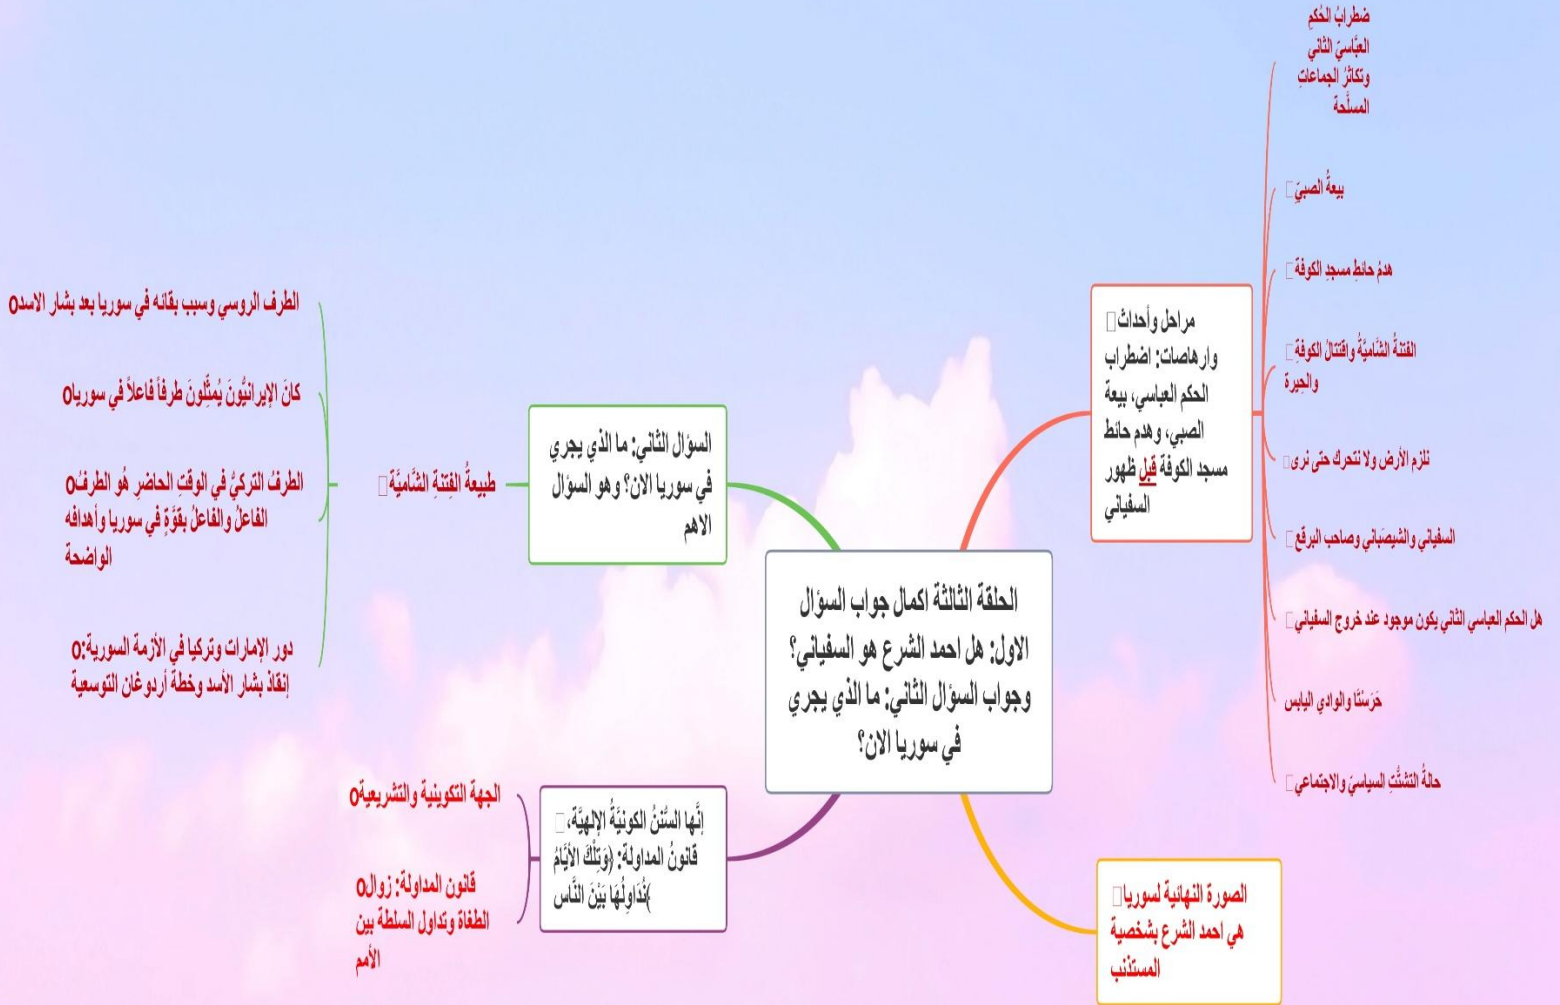 الحلقة الثالثة اكمال جواب السؤال
الاول: هل احمد الشرع هو السفياني؟
وجواب السؤال الثاني: ما الذي يجري
في سوريا الان؟
مراحل وأحداث□
وارهاصات: اضطراب
الحكم العباسي، بيعة
الصبي، وهدم حائط
مسجد الكوفة قبل ظهور
السفياني
ضطرابُ الحُكمِ
العبَّاسيّ الثاني
وتكاثُرُ الجماعاتِ
المسلَّحة
بيعةُ الصبيّ□
هدمُ حائطِ مسجدِ الكوفة□
الفتنةُ الشَّاميَّةُ واقتتالُ الكوفةِ□
والحيرة
نلزم الأرض ولا نتحرك حتى نرى□
السفياني والشيصَباني وصاحب البرقع□
هل الحكم العباسي الثاني يكون موجود عند خروج السفياني□
حَرَسْتَا والوادي اليابس
حالةُ التشتُّتِ السياسيّ والاجتماعي□
الصورة النهائية لسوريا□
هي احمد الشرع بشخصية
المستذنب
السؤال الثاني: ما الذي يجري
في سوريا الان؟ وهو السؤال
الاهم
طبيعةُ الفِتنةِ الشَّاميَّة□
الطرف الروسي وسبب بقائه في سوريا بعد بشار الاسدo
كانَ الإيرانيُّونَ يُمثِّلونَ طرفاً فاعلاً في سورياo
الطرفُ التركيُّ في الوقتِ الحاضرِ هُو الطرفُo
الفاعلُ والفاعلُ بقوَّةٍ في سوريا وأهدافه
الواضحة
دور الإمارات وتركيا في الأزمة السورية:o
إنقاذ بشار الأسد وخطة أردوغان التوسعية
إنَّها السُّننُ الكونيَّةُ الإلهيَّة،□
قانونُ المداولة: (وَتِلْكَ الأَيَّامُ
نُدَاوِلُهَا بَيْنَ النَّاس)
الجهة التكوينية والتشريعيةo
قانون المداولة: زوالo
الطغاة وتداول السلطة بين
الأمم